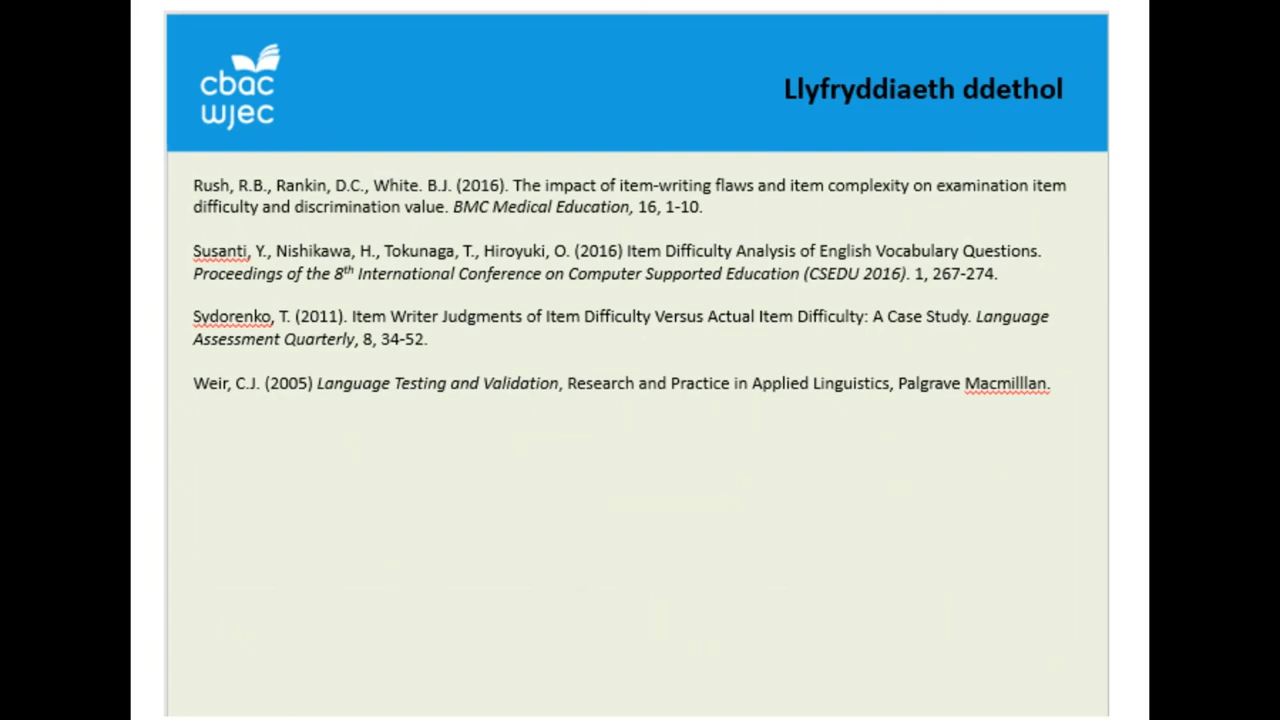 cbac
wjec
Llyfryddiaeth ddethol
Rush, R.B., Rankin, D.C., White. B.J. (2016). The impact of item-writing flaws and item complexity on examination item
difficulty and discrimination value. BMC Medical Education, 16, 1-10.
Susanti, Y., Nishikawa, H., Tokunaga, T., Hiroyuki, O. (2016) Item Difficulty Analysis of English Vocabulary Questions.
Proceedings of the 8th International Conference on Computer Supported Education (CSEDU 2016). 1, 267-274.
Sydorenko, T. (2011). Item Writer Judgments of Item Difficulty Versus Actual Item Difficulty: A Case Study. Language
Assessment Quarterly, 8, 34-52.
Weir, C.J. (2005) Language Testing and Validation, Research and Practice in Applied Linguistics, Palgrave Macmilllan.